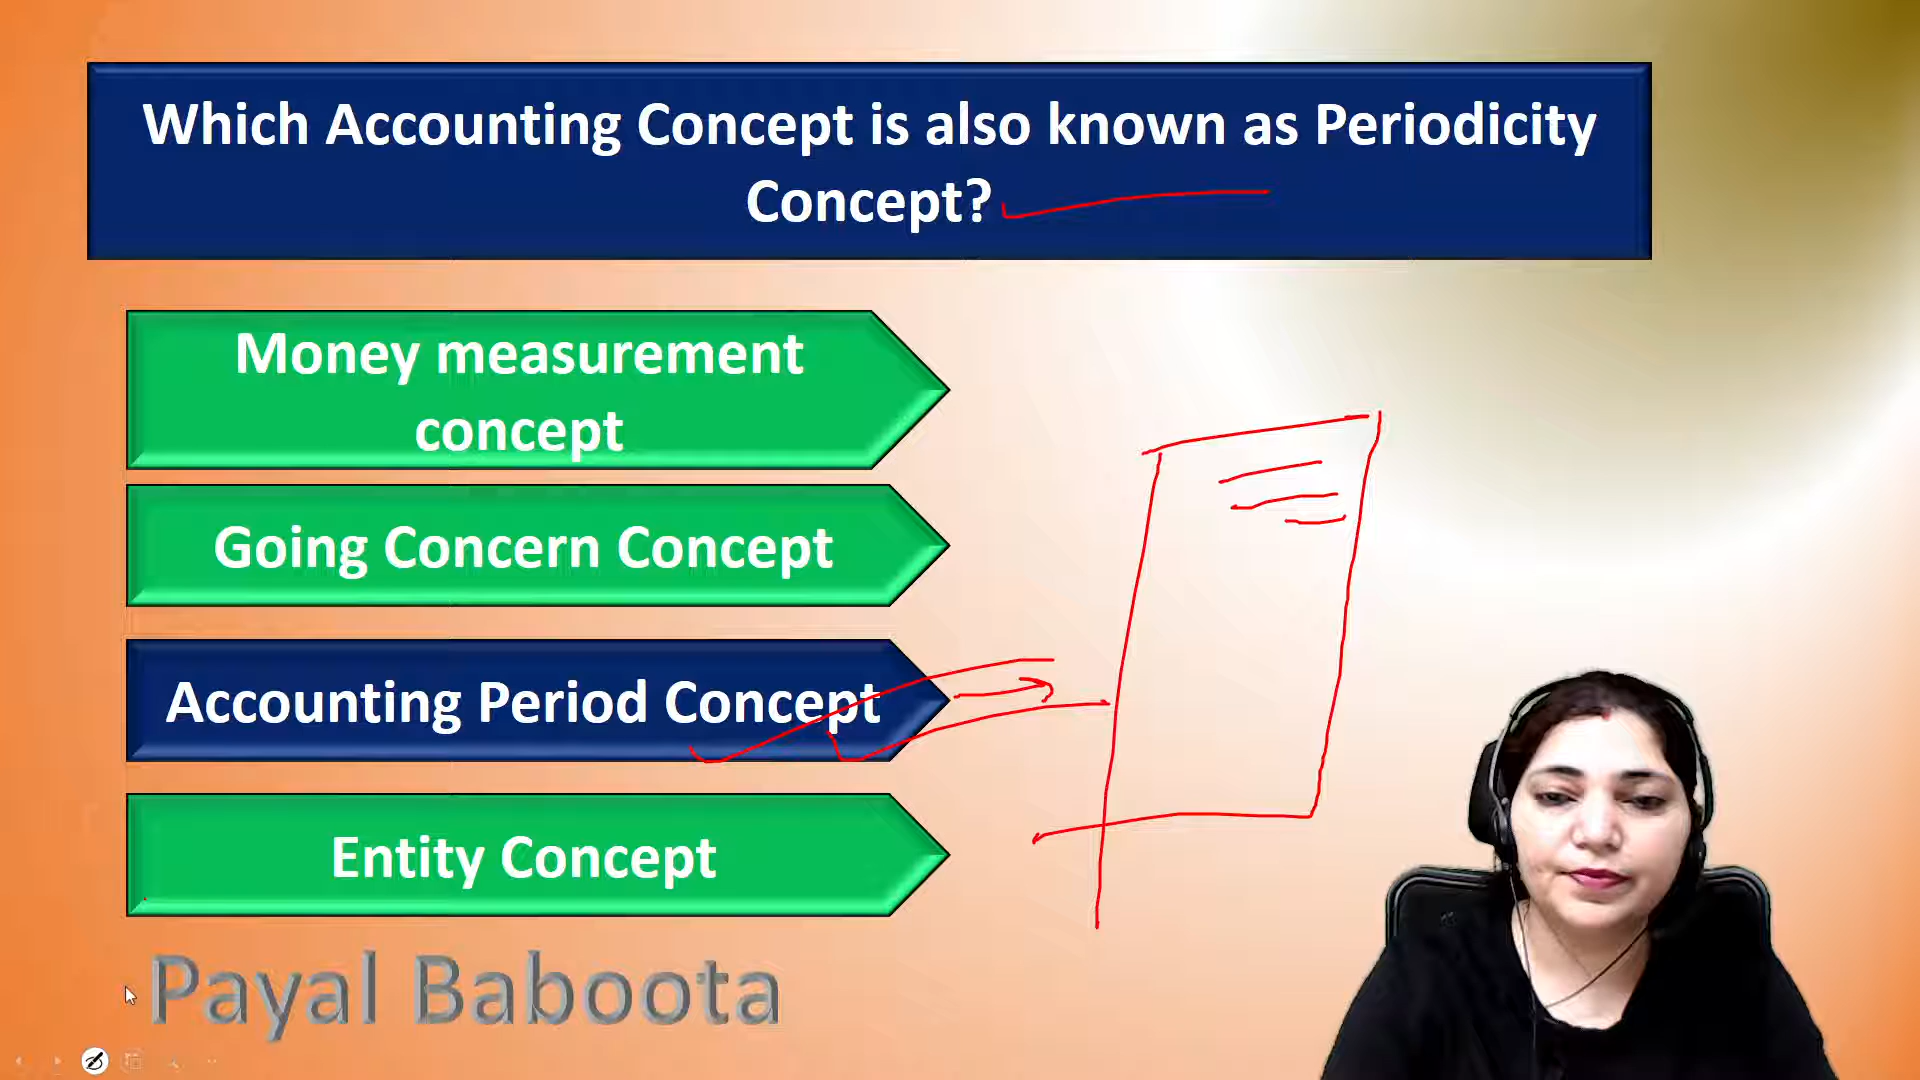 Which Accounting Concept is also known as Periodicity
Concept?
Money measurement
concept
Going Concern Concept
Accounting Period Concept
Entity Concept
Payal Baboota